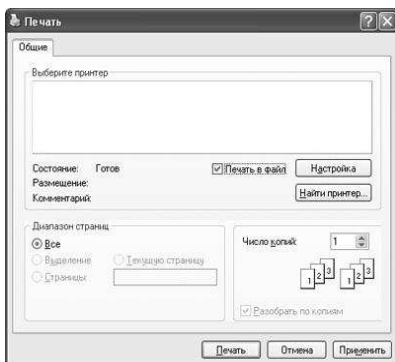 Печать
Общие
Выберите принтер
Состояние: Готов
Размещение:
Комментарий:
Печать в файл
Настройка
Найти принтер...
Диапазон страниц
Все
Выделение Текущую страницу
Страницы:
Число копий: 1
1 2 3 1 2 3
Разобрать по копиям
Печать Отмена Применить